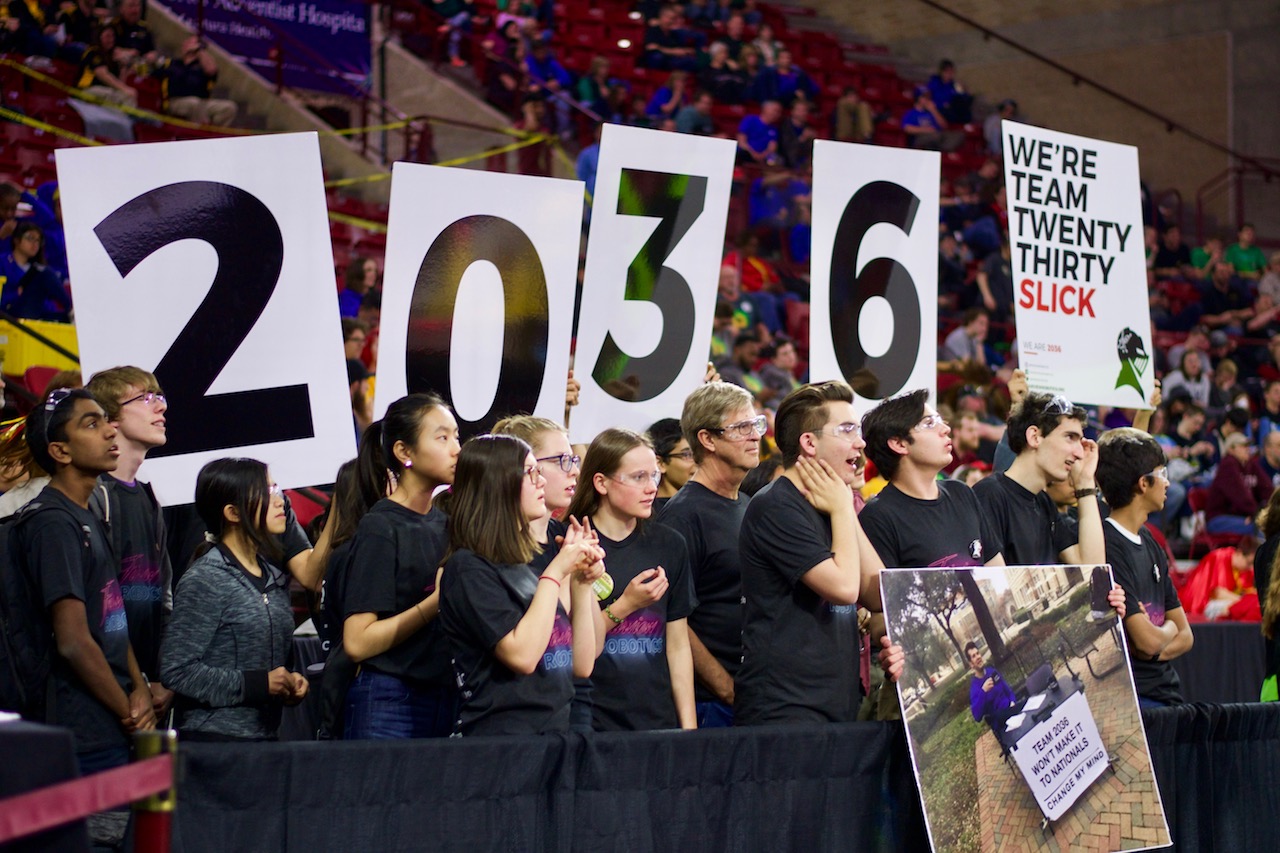 2
0
3
6
WE'RE
TEAM
TWENTY
THIRTY
SLICK
WE ARE 2036
ROBOTICS
TEAM 2036
WON'T MAKE IT
TO NATIONALS
CHANGE MY MIND